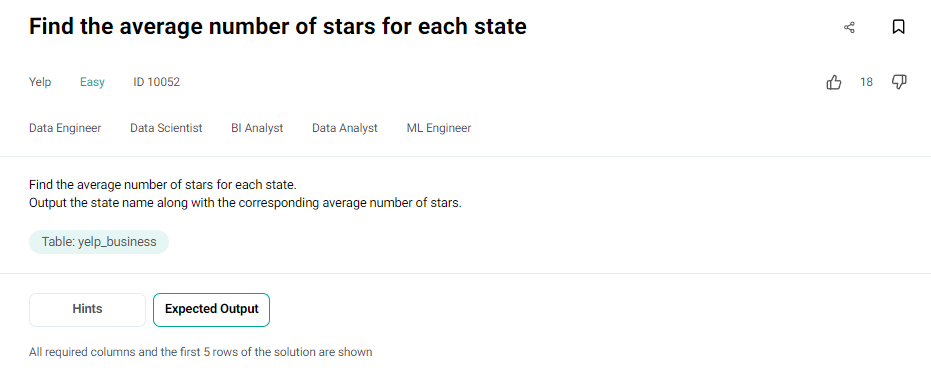 Find the average number of stars for each state
Yelp Easy ID 10052 18
Data Engineer Data Scientist BI Analyst Data Analyst ML Engineer
Find the average number of stars for each state.
Output the state name along with the corresponding average number of stars.
Table: yelp_business
Hints Expected Output
All required columns and the first 5 rows of the solution are shown